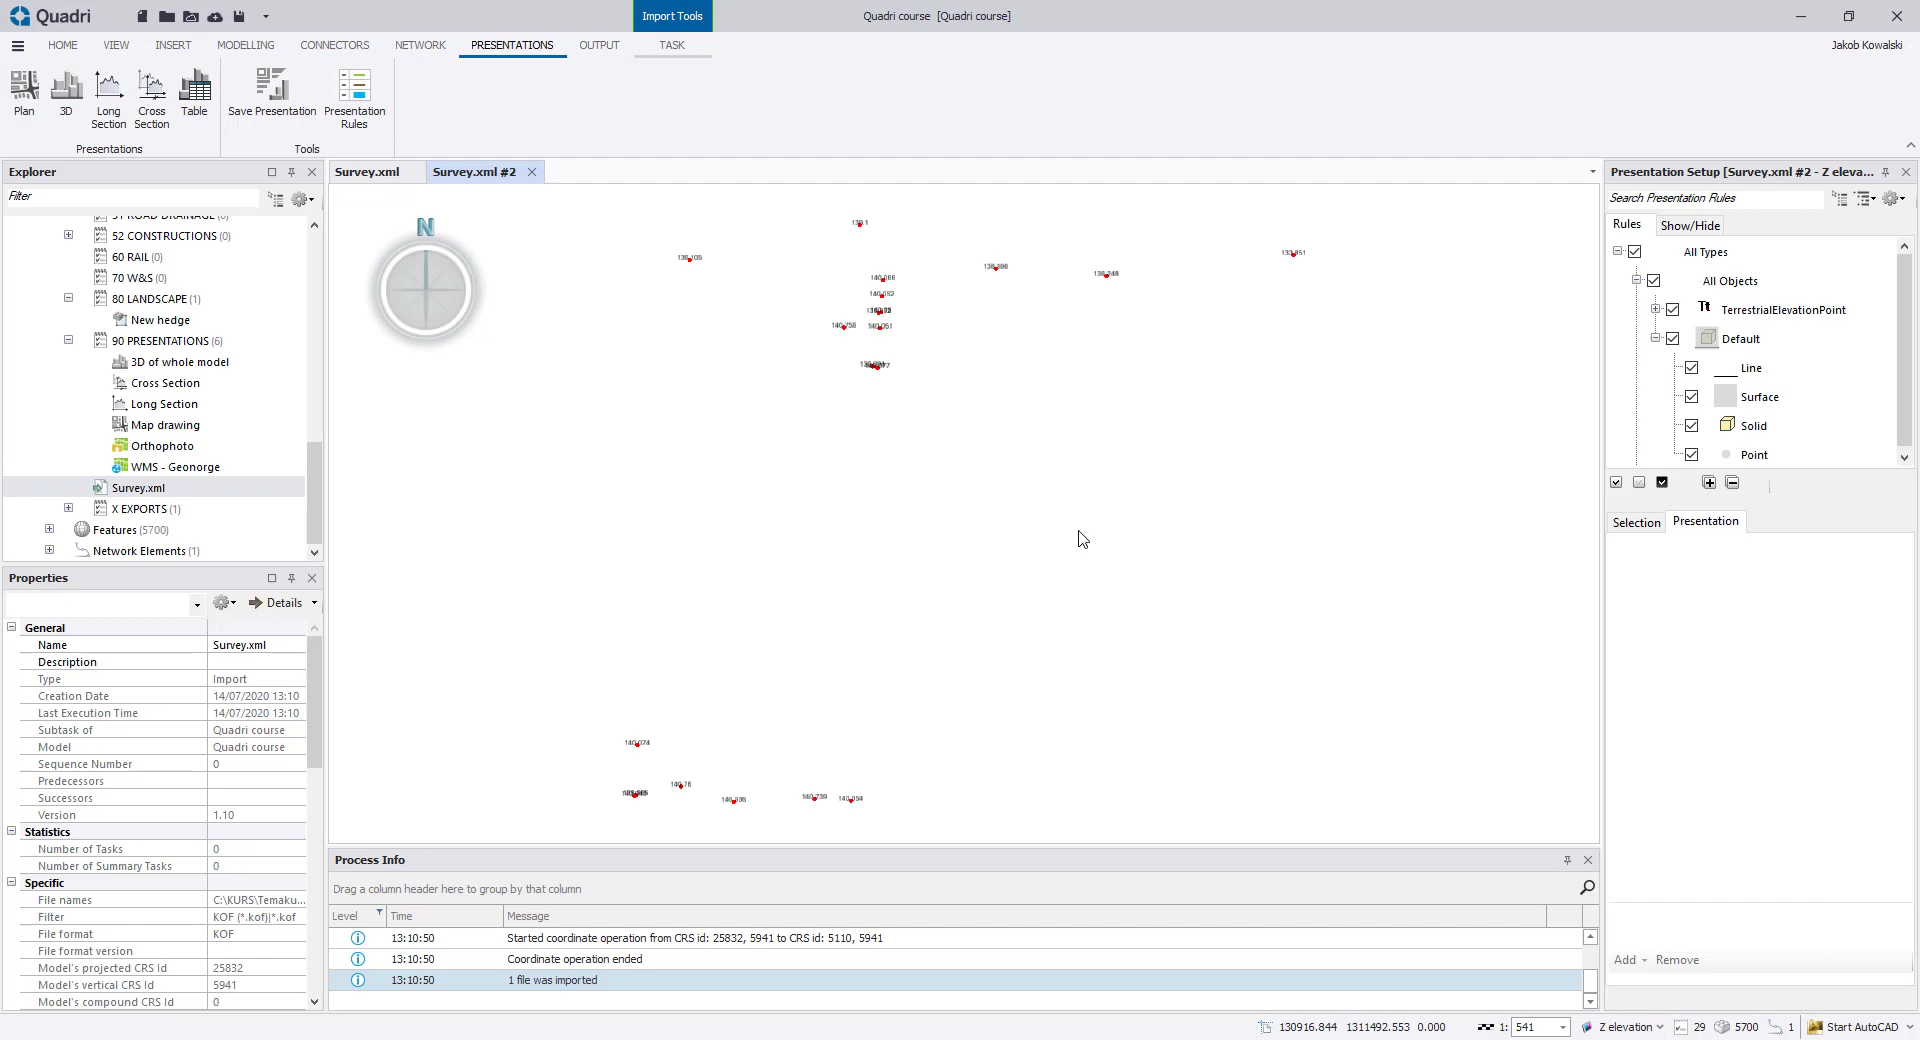 Quadri
Import Tools
Quadri course [Quadri course]
HOME VIEW INSERT MODELLING CONNECTORS NETWORK PRESENTATIONS OUTPUT TASK
Jakob Kowalski
Plan 3D Long Section Cross Section Table Save Presentation Presentation Rules
Presentations Tools
Explorer
Filter
52 CONSTRUCTIONS (0)
60 RAIL (0)
70 W&S (0)
80 LANDSCAPE (1)
New hedge
90 PRESENTATIONS (6)
3D of whole model
Cross Section
Long Section
Map drawing
Orthophoto
WMS - Geonorge
Survey.xml
X EXPORTS (1)
Features (5700)
Network Elements (1)
Properties
Details
General
Name Survey.xml
Description
Type Import
Creation Date 14/07/2020 13:10
Last Execution Time 14/07/2020 13:10
Subtask of Quadri course
Model Quadri course
Sequence Number 0
Predecessors
Successors
Version 1.10
Statistics
Number of Tasks 0
Number of Summary Tasks 0
Specific
File names C:\KURS\Temaku...
Filter KOF (*.kof)|*.kof
File format KOF
File format version
Model's projected CRS Id 25832
Model's vertical CRS Id 5941
Model's compound CRS Id 0
Survey.xml Survey.xml #2
N
140.074
Process Info
Drag a column header here to group by that column
Level Time Message
13:10:50 Started coordinate operation from CRS id: 25832, 5941 to CRS id: 5110, 5941
13:10:50 Coordinate operation ended
13:10:50 1 file was imported
Presentation Setup [Survey.xml #2 - Z eleva...
Search Presentation Rules
Rules Show/Hide
All Types
All Objects
Tt TerrestrialElevationPoint
Default
Line
Surface
Solid
Point
Selection Presentation
Add Remove
130916.844 1311492.553 0.000 1: 541 Z elevation 29 5700 1 Start AutoCAD